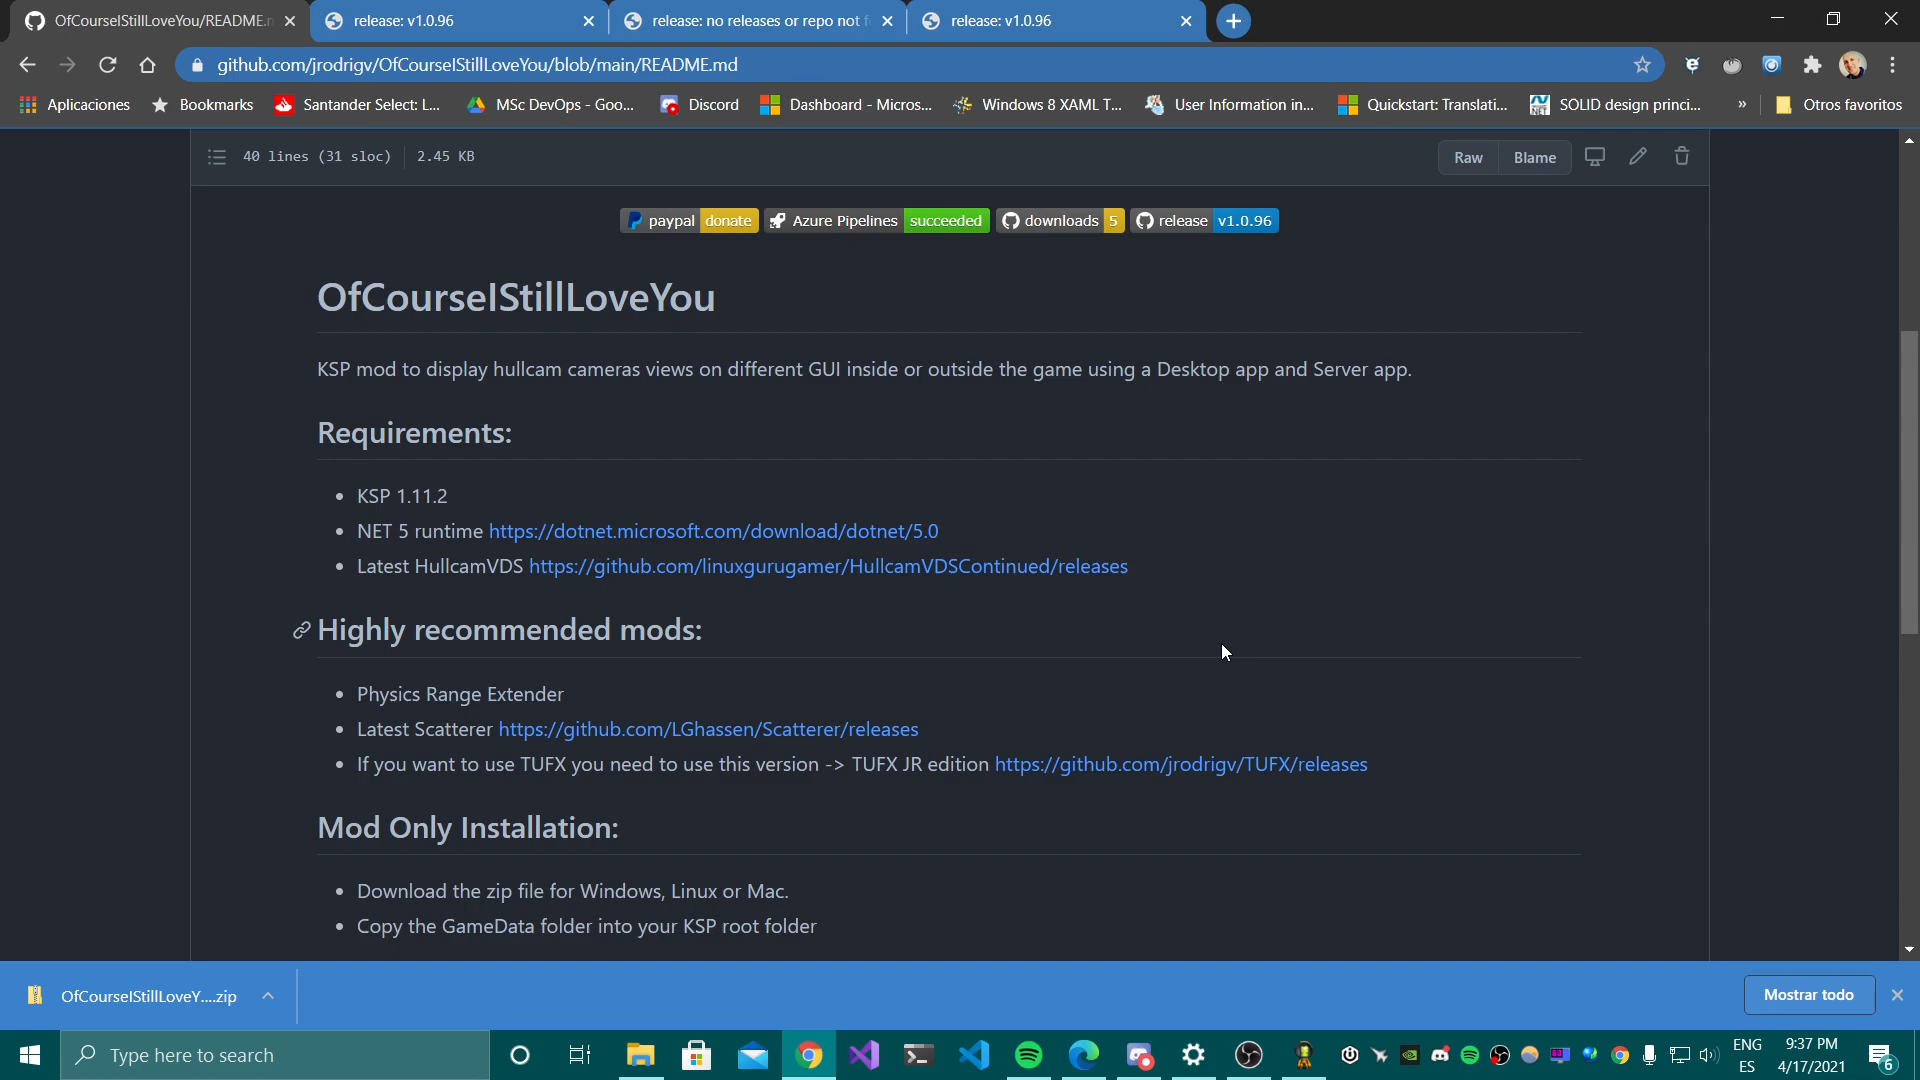 OfCourseIStillLoveYou/README.m
release: v1.0.96
release: no releases or repo not f
release: v1.0.96
github.com/jrodrigv/OfCourseIStillLoveYou/blob/main/README.md
Aplicaciones
Bookmarks
Santander Select: L...
MSc DevOps - Goo...
Discord
Dashboard - Micros...
Windows 8 XAML T...
User Information in...
Quickstart: Translati...
SOLID design princi...
»
Otros favoritos
40 lines (31 sloc)
2.45 KB
Raw
Blame
paypal donate
Azure Pipelines succeeded
downloads 5
release v1.0.96
OfCourseIStillLoveYou
KSP mod to display hullcam cameras views on different GUI inside or outside the game using a Desktop app and Server app.
Requirements:
• KSP 1.11.2
• NET 5 runtime https://dotnet.microsoft.com/download/dotnet/5.0
• Latest HullcamVDS https://github.com/linuxgurugamer/HullcamVDSContinued/releases
Highly recommended mods:
• Physics Range Extender
• Latest Scatterer https://github.com/LGhassen/Scatterer/releases
• If you want to use TUFX you need to use this version -> TUFX JR edition https://github.com/jrodrigv/TUFX/releases
Mod Only Installation:
• Download the zip file for Windows, Linux or Mac.
• Copy the GameData folder into your KSP root folder
OfCourseIStillLoveY....zip
Mostrar todo
Type here to search
ENG
ES
9:37 PM
4/17/2021
6